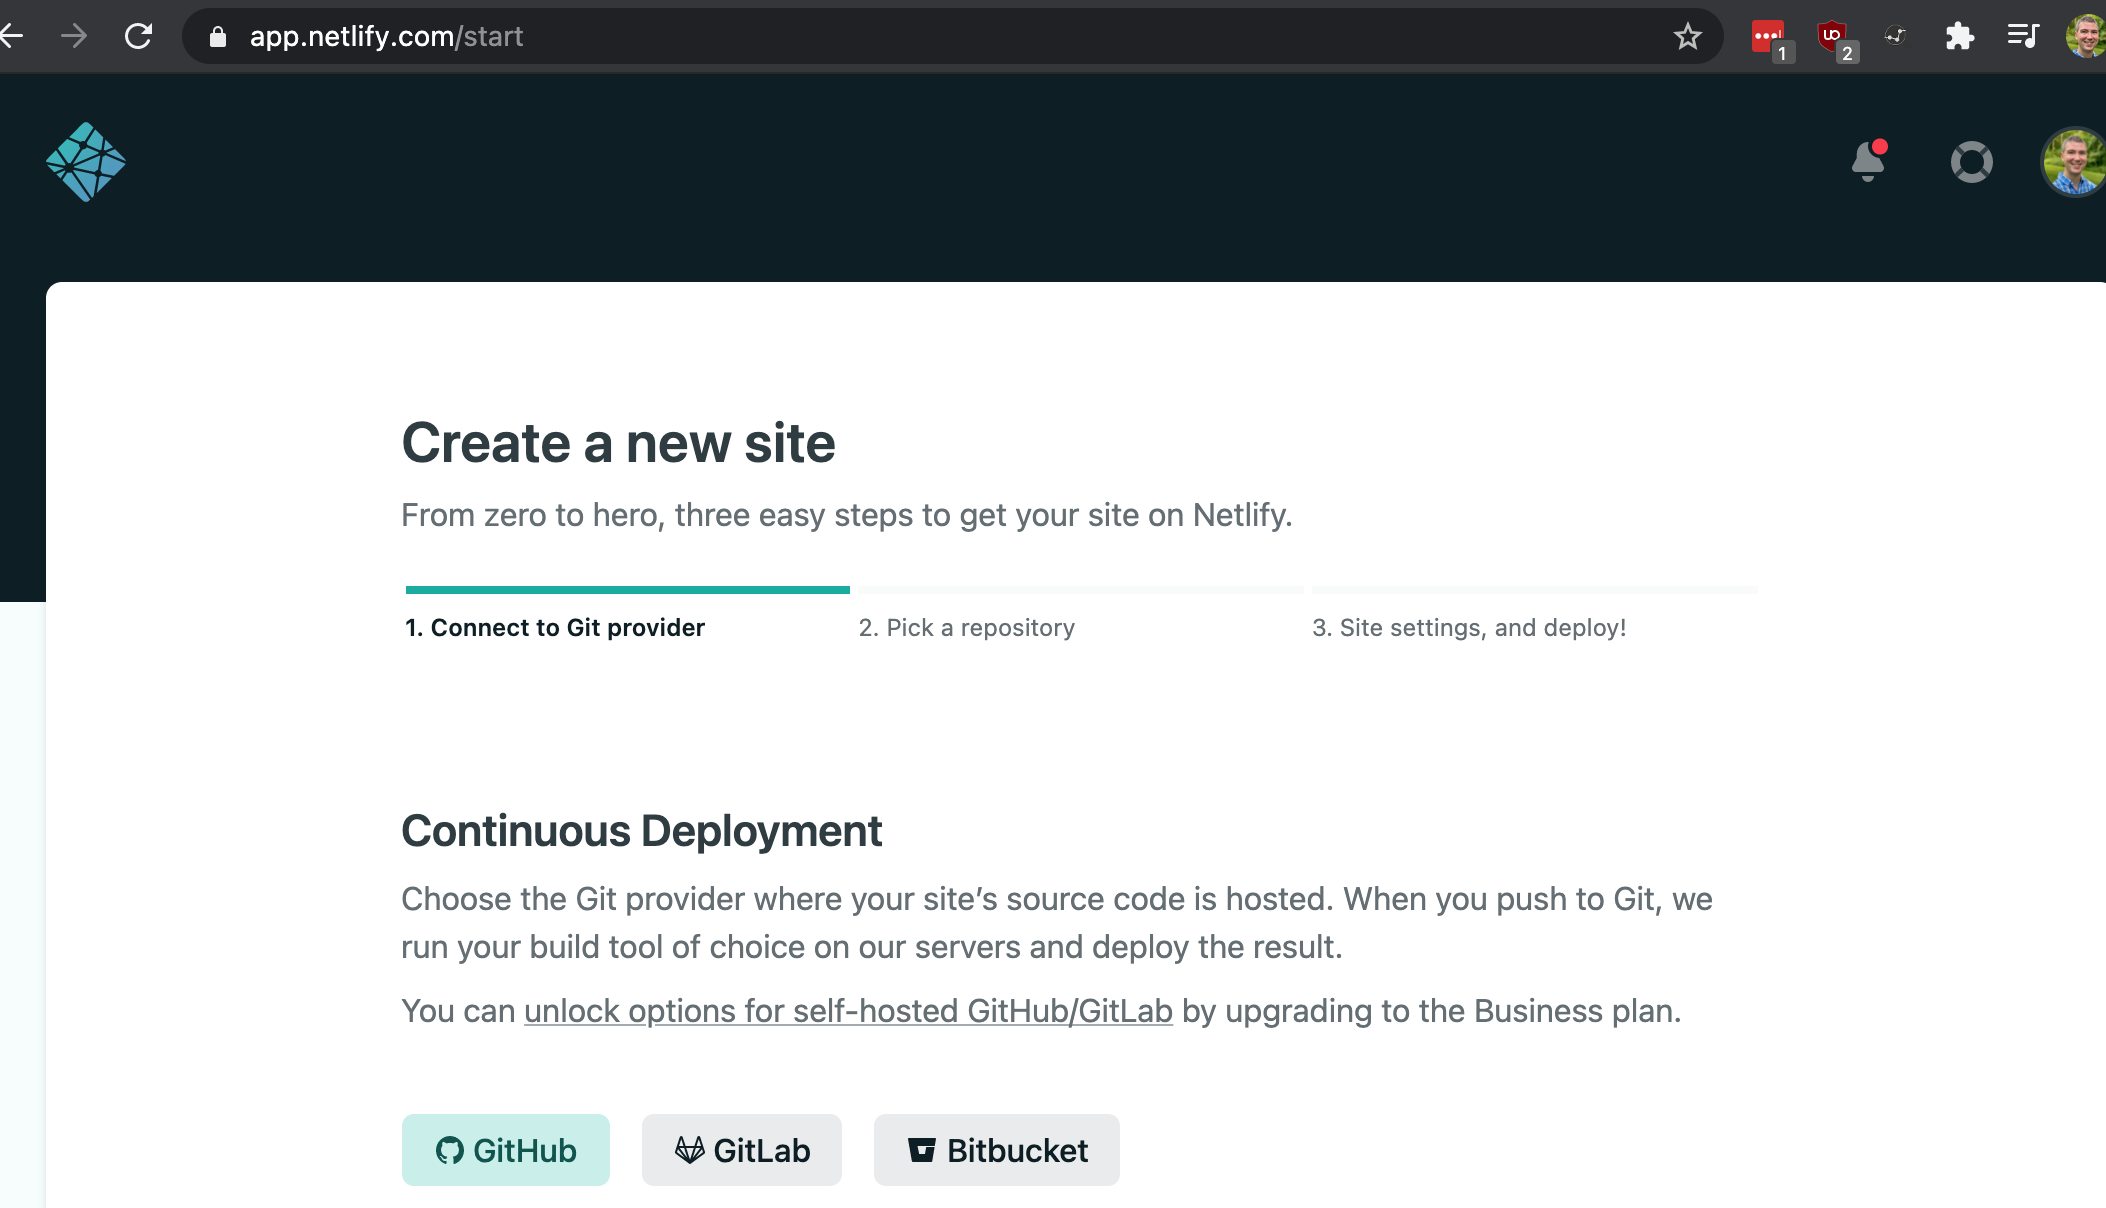 app.netlify.com/start
1
2
Create a new site
From zero to hero, three easy steps to get your site on Netlify.
1. Connect to Git provider
2. Pick a repository
3. Site settings, and deploy!
Continuous Deployment
Choose the Git provider where your site’s source code is hosted. When you push to Git, we
run your build tool of choice on our servers and deploy the result.
You can unlock options for self-hosted GitHub/GitLab by upgrading to the Business plan.
GitHub
GitLab
Bitbucket